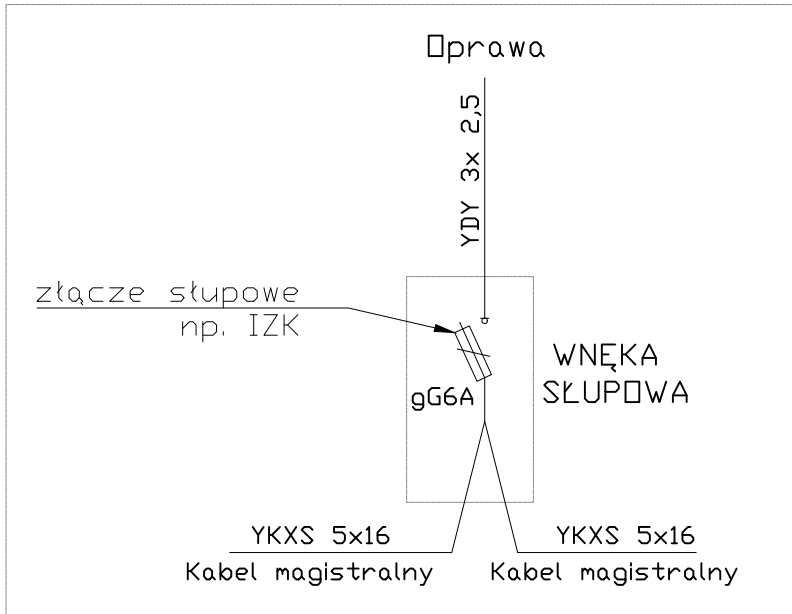 Oprawa
YDY 3x 2,5
złącze słupowe
np. IZK
WNĘKA
SŁUPOWA
gG6A
YKXS 5x16
Kabel magistralny
YKXS 5x16
Kabel magistralny